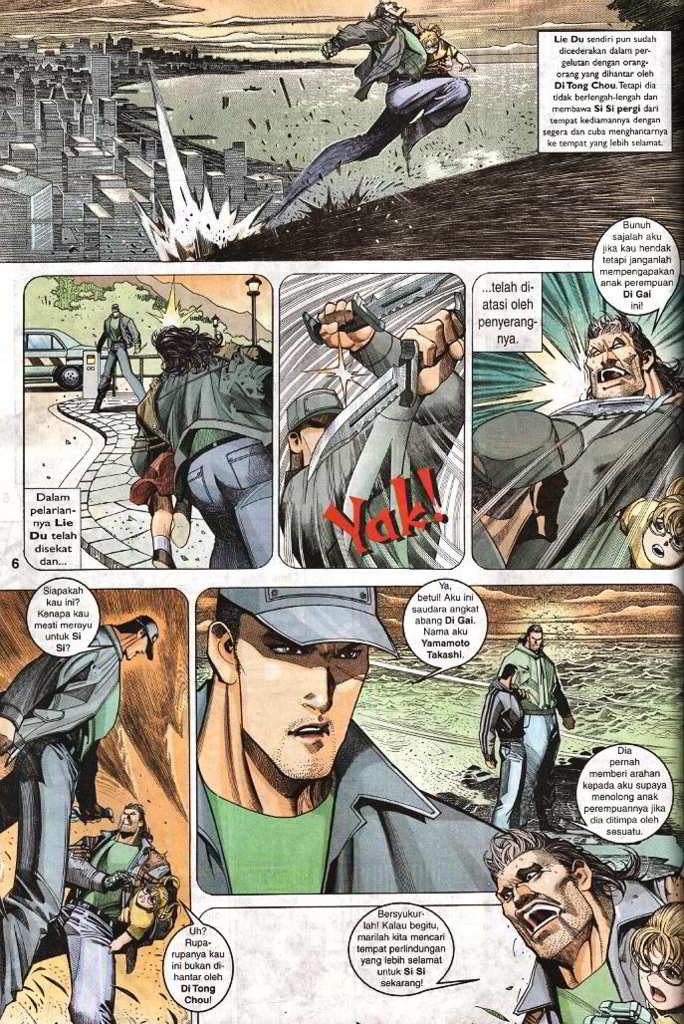 Lie Du sendiri pun sudah
dicederakan dalam per-
gelutan dengan orang-
orang yang dihantar oleh
Di Tong Chou. Tetapi dia
tidak berlengah-lengah dan
membawa Si Si pergi dari
tempat kediamannya dengan
segera dan cuba menghantarnya
ke tempat yang lebih selamat.
Dalam
pelarian-
nya Lie
Du telah
disekat
dan...
Yak!
...telah di-
atasi oleh
penyerang-
nya.
Bunuh
sajalah aku
jika kau hendak
tetapi janganlah
mempengapakan
anak perempuan
Di Gai
ini!
6
Siapakah
kau ini?
Kenapa kau
mesti merayu
untuk Si
Si?
Uh?
Rupa-
rupanya kau
ini bukan di-
hantar oleh
Di Tong
Chou!
Ya,
betul! Aku ini
saudara angkat
abang Di Gai.
Nama aku
Yamamoto
Takashi.
Dia
pernah
memberi arahan
kepada aku supaya
menolong anak
perempuannya jika
dia ditimpa oleh
sesuatu.
Bersyukur-
lah! Kalau begitu,
marilah kita mencari
tempat perlindungan
yang lebih selamat
untuk Si Si
sekarang!